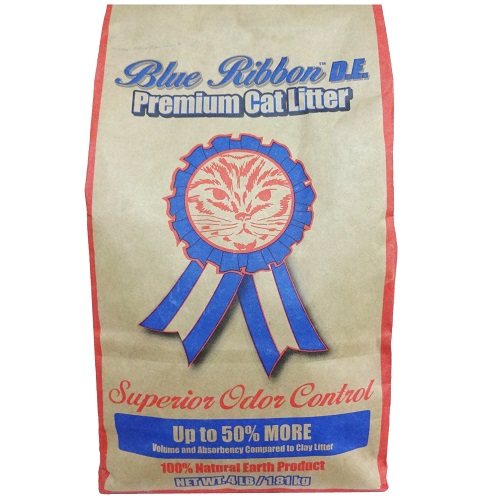 Blue Ribbon™ D.E.
Premium Cat Litter
Superior Odor Control
Up to 50% MORE
Volume and Absorbency Compared to Clay Litter
100% Natural Earth Product
NET WT. 4 LB / 1.81 kg